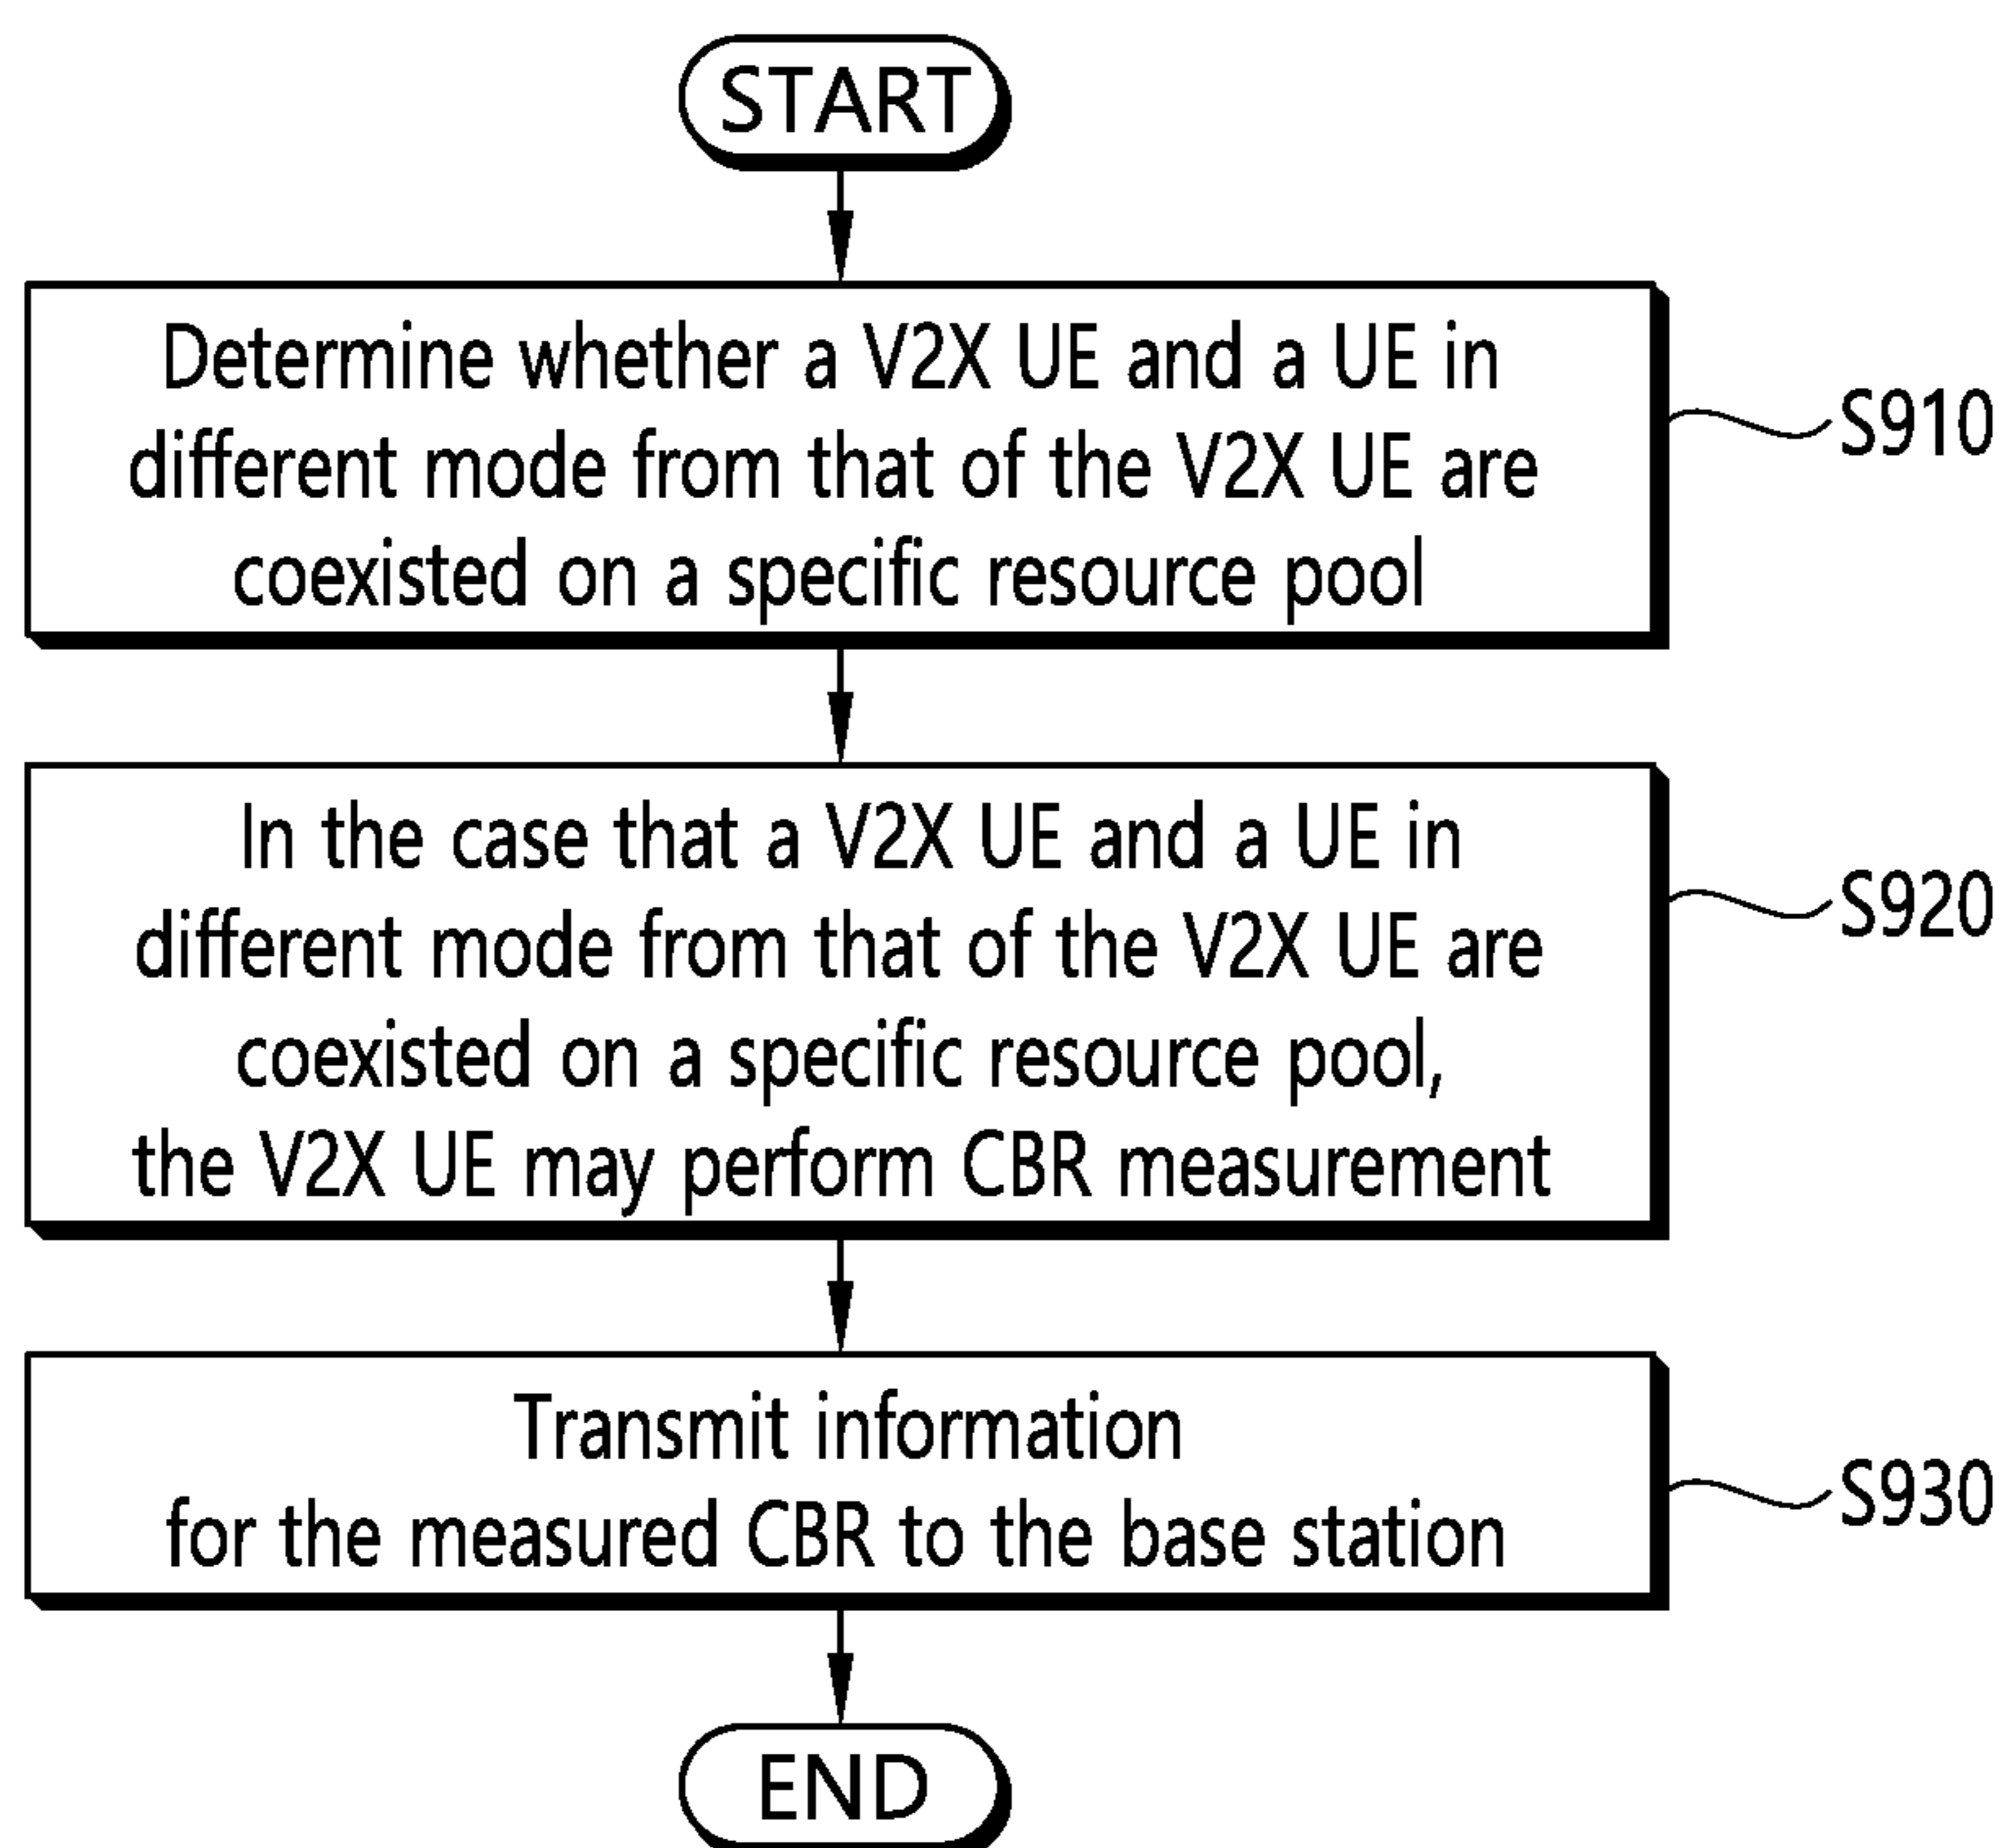 START
Determine whether a V2X UE and a UE in
different mode from that of the V2X UE are
coexisted on a specific resource pool
S910
In the case that a V2X UE and a UE in
different mode from that of the V2X UE are
coexisted on a specific resource pool,
the V2X UE may perform CBR measurement
S920
Transmit information
for the measured CBR to the base station
S930
END